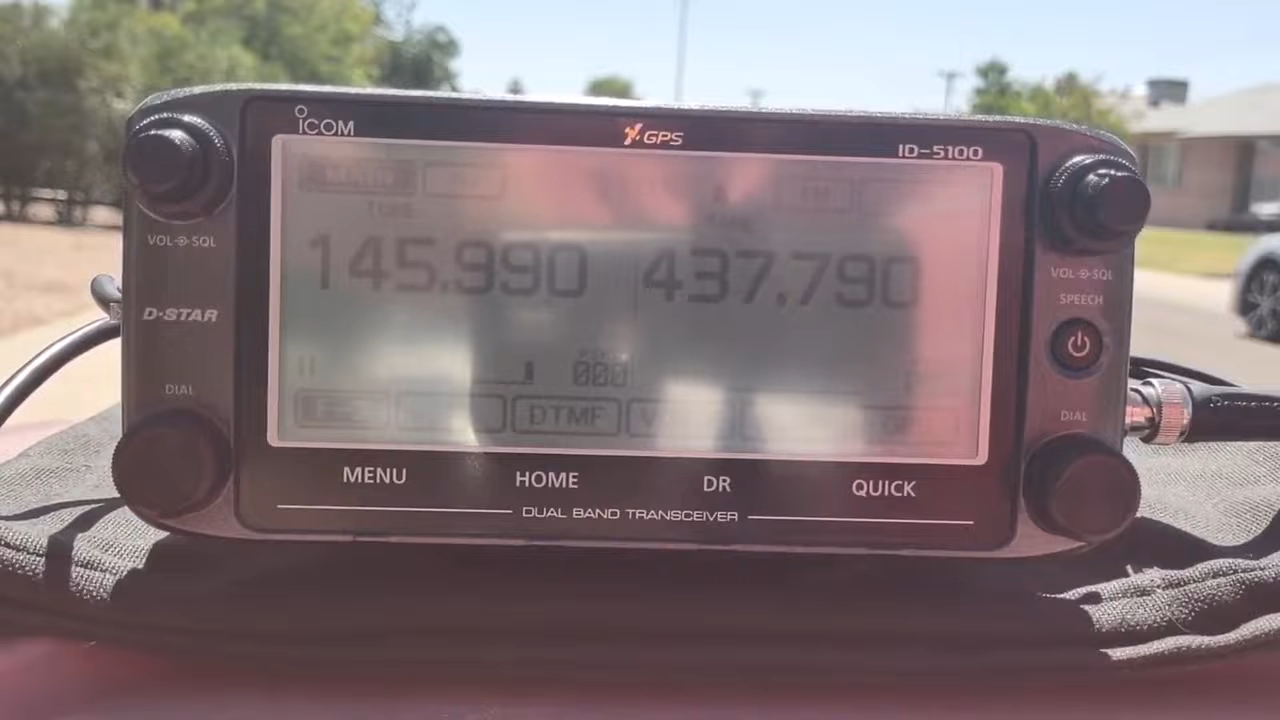 ICOM
GPS
ID-5100
VOL SQL
145.990
437.790
VOL SQL
SPEECH
D-STAR
000
DIAL
DTMF
DIAL
MENU
HOME
DR
QUICK
DUAL BAND TRANSCEIVER